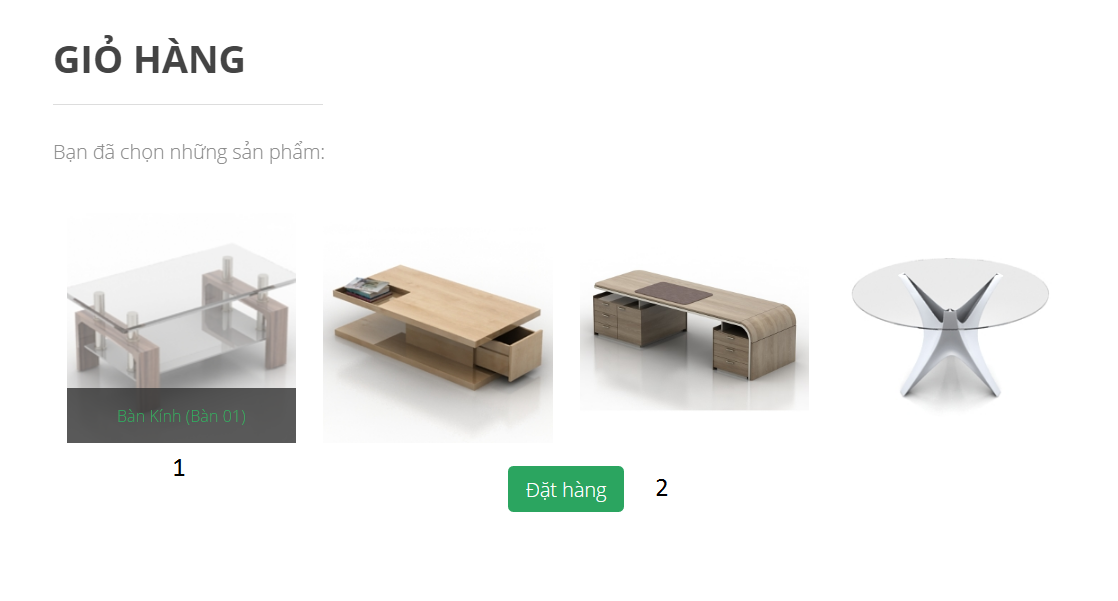 GIỎ HÀNG
Bạn đã chọn những sản phẩm:
Bàn Kính (Bàn 01)
1
Đặt hàng
2